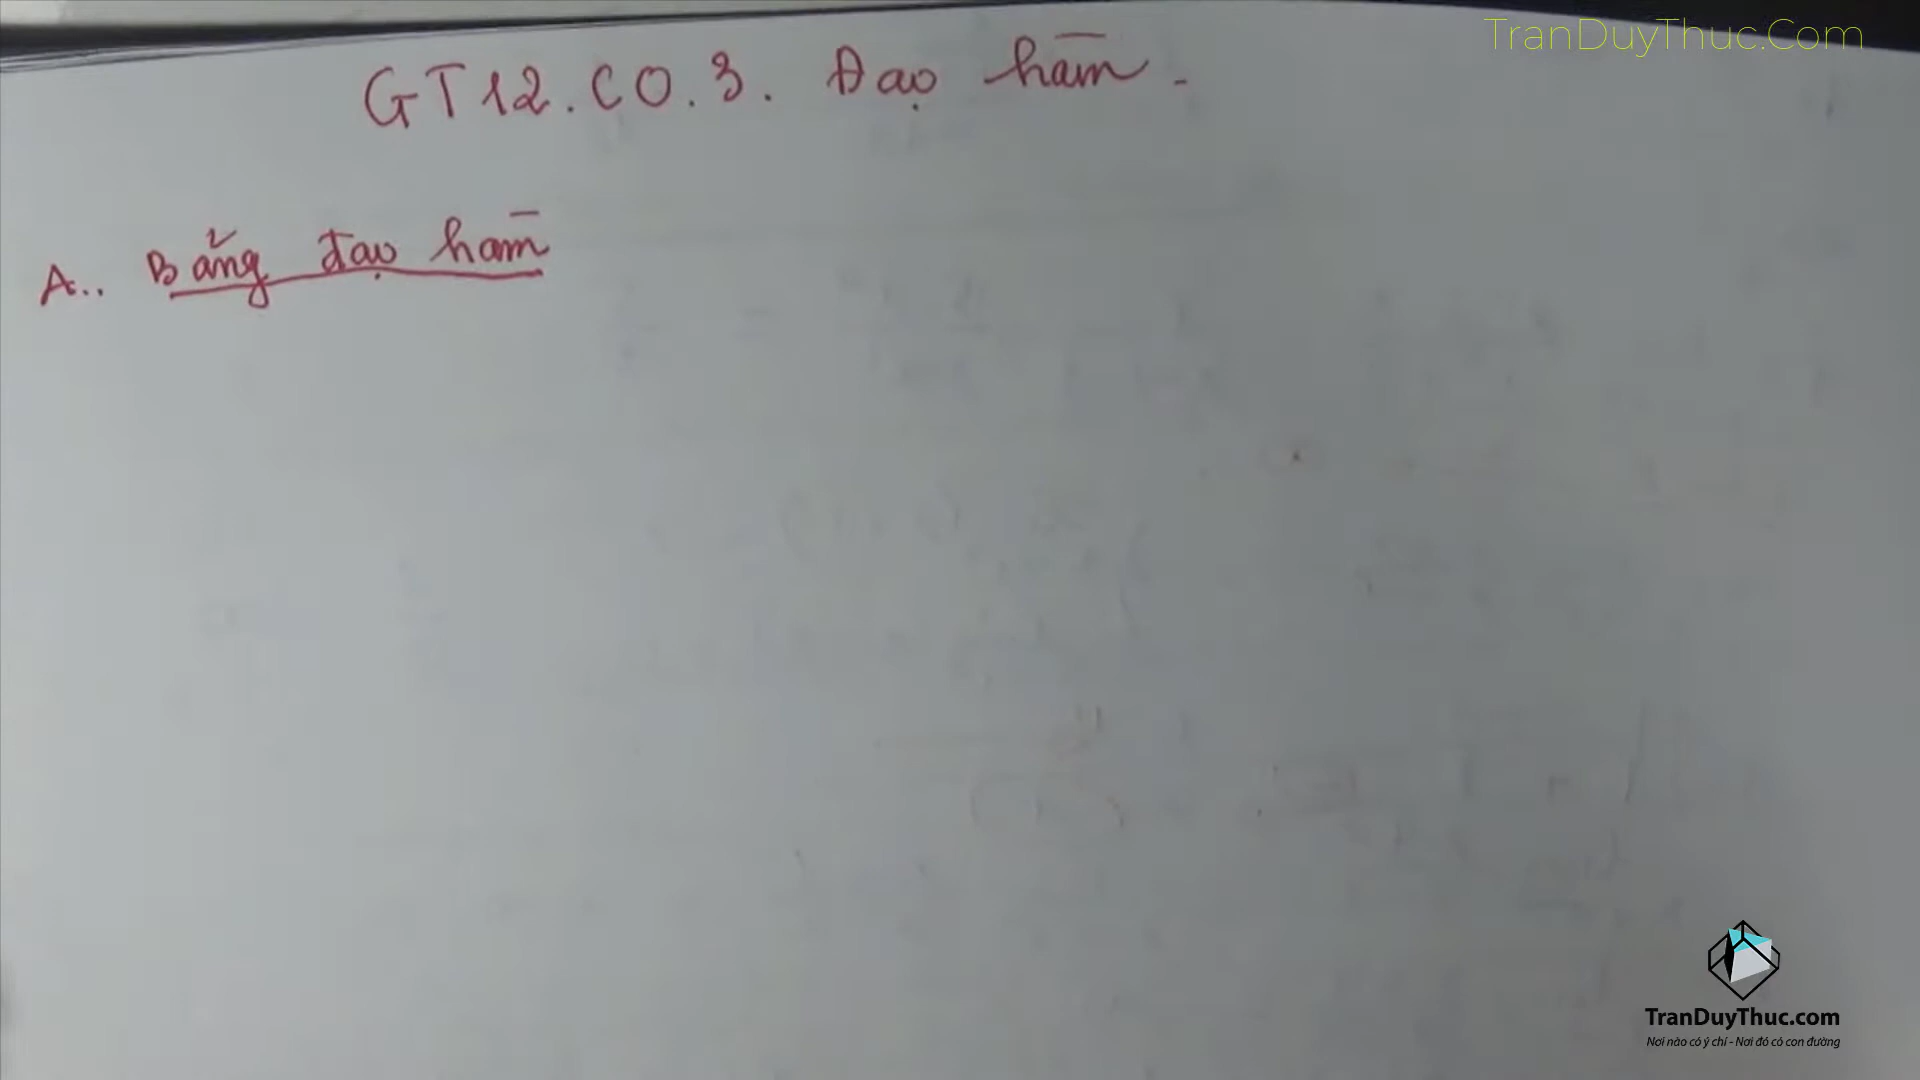 TranDuyThuc.Com
GT12.C0.3. Đạo hàm.
A.. Bảng đạo hàm
TranDuyThuc.com
Nơi nào có ý chí - Nơi đó có con đường